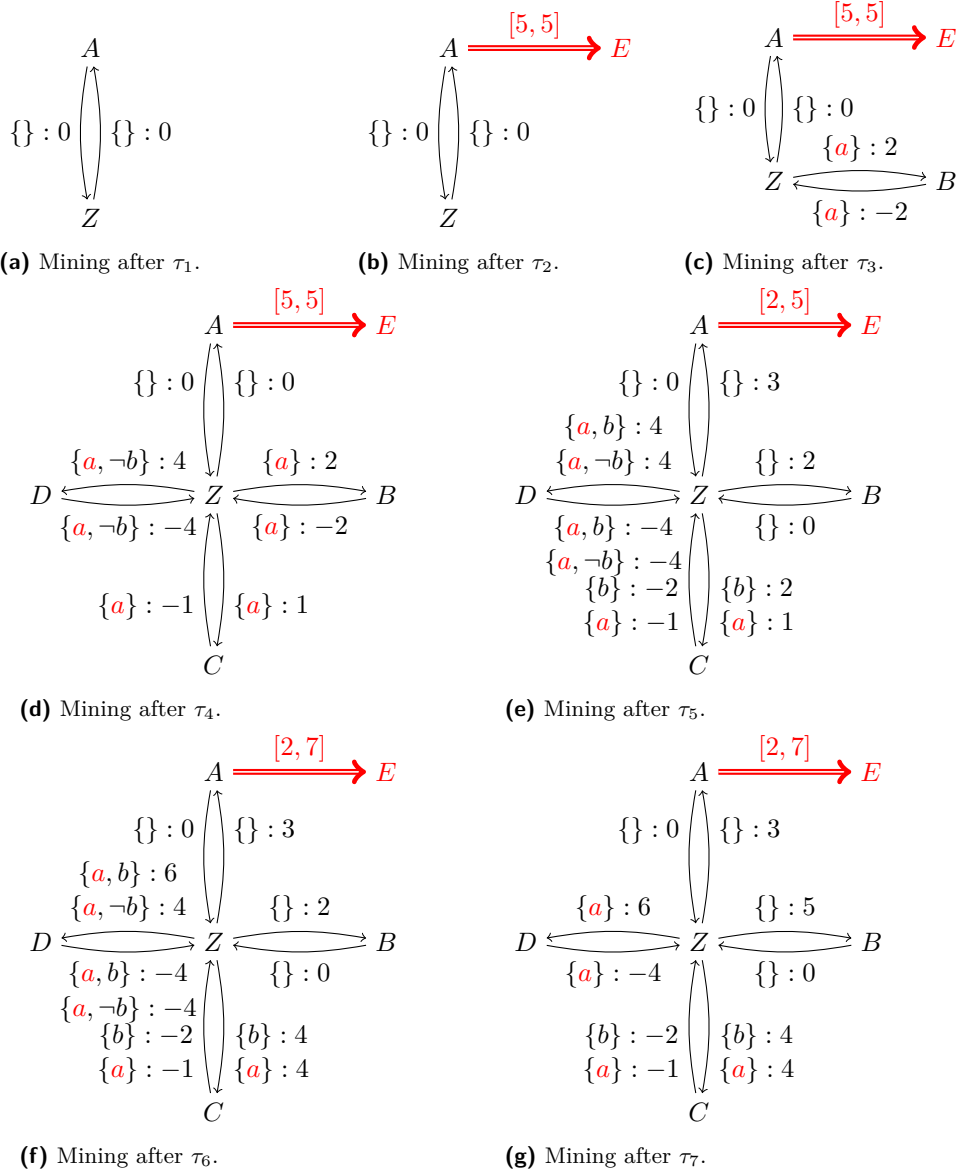 A
{} : 0 {} : 0
Z
(a) Mining after τ₁.
[5, 5]
A E
{} : 0 {} : 0
Z
(b) Mining after τ₂.
[5, 5]
A E
{} : 0 {} : 0
{a} : 2
Z B
{a} : −2
(c) Mining after τ₃.
[5, 5]
A E
{} : 0 {} : 0
{a, ¬b} : 4 {a} : 2
D Z B
{a, ¬b} : −4 {a} : −2
{a} : −1 {a} : 1
C
(d) Mining after τ₄.
[2, 5]
A E
{} : 0 {} : 3
{a, b} : 4
{a, ¬b} : 4 {} : 2
D Z B
{a, b} : −4 {} : 0
{a, ¬b} : −4
{b} : −2 {b} : 2
{a} : −1 {a} : 1
C
(e) Mining after τ₅.
[2, 7]
A E
{} : 0 {} : 3
{a, b} : 6
{a, ¬b} : 4 {} : 2
D Z B
{a, b} : −4 {} : 0
{a, ¬b} : −4
{b} : −2 {b} : 4
{a} : −1 {a} : 4
C
(f) Mining after τ₆.
[2, 7]
A E
{} : 0 {} : 3
{a} : 6 {} : 5
D Z B
{a} : −4 {} : 0
{b} : −2 {b} : 4
{a} : −1 {a} : 4
C
(g) Mining after τ₇.